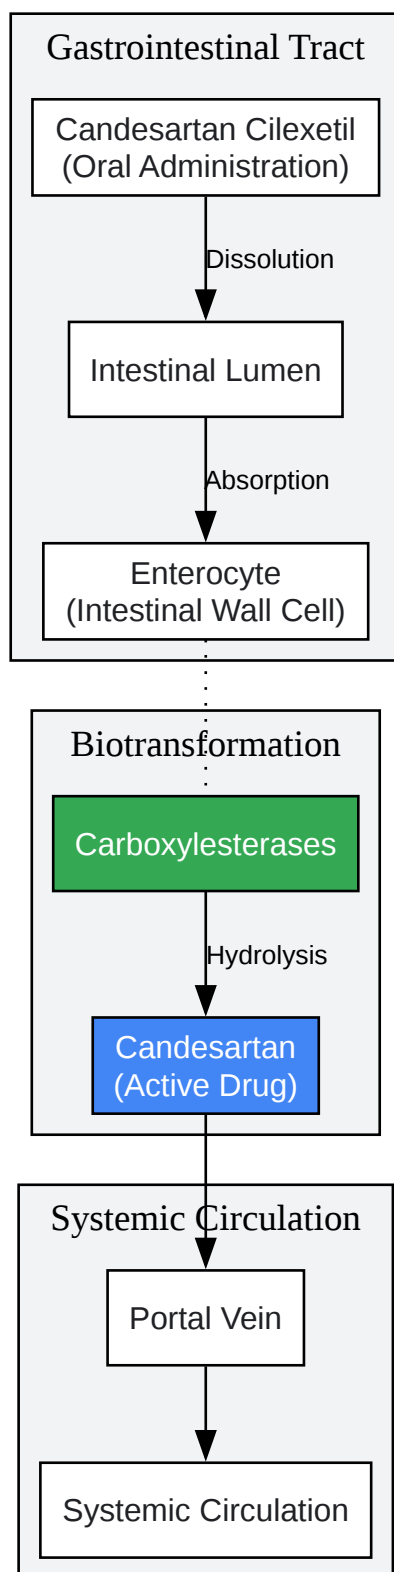 Gastrointestinal Tract
Candesartan Cilexetil
(Oral Administration)
Dissolution
Intestinal Lumen
Absorption
Enterocyte
(Intestinal Wall Cell)
Biotransformation
Carboxylesterases
Hydrolysis
Candesartan
(Active Drug)
Systemic Circulation
Portal Vein
Systemic Circulation